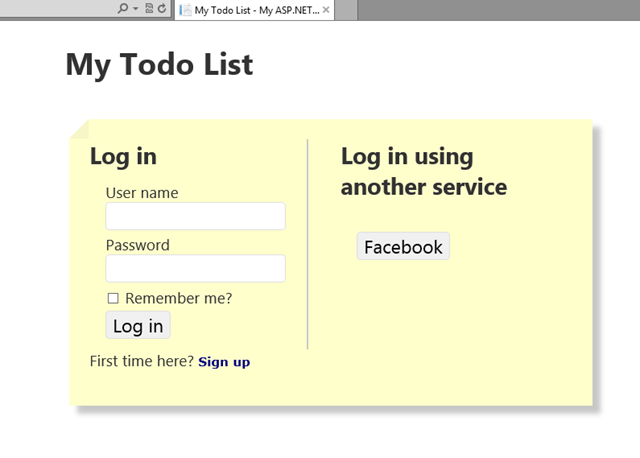 My Todo List - My ASP.NET...
My Todo List
Log in
User name
Password
Remember me?
Log in
First time here? Sign up
Log in using
another service
Facebook